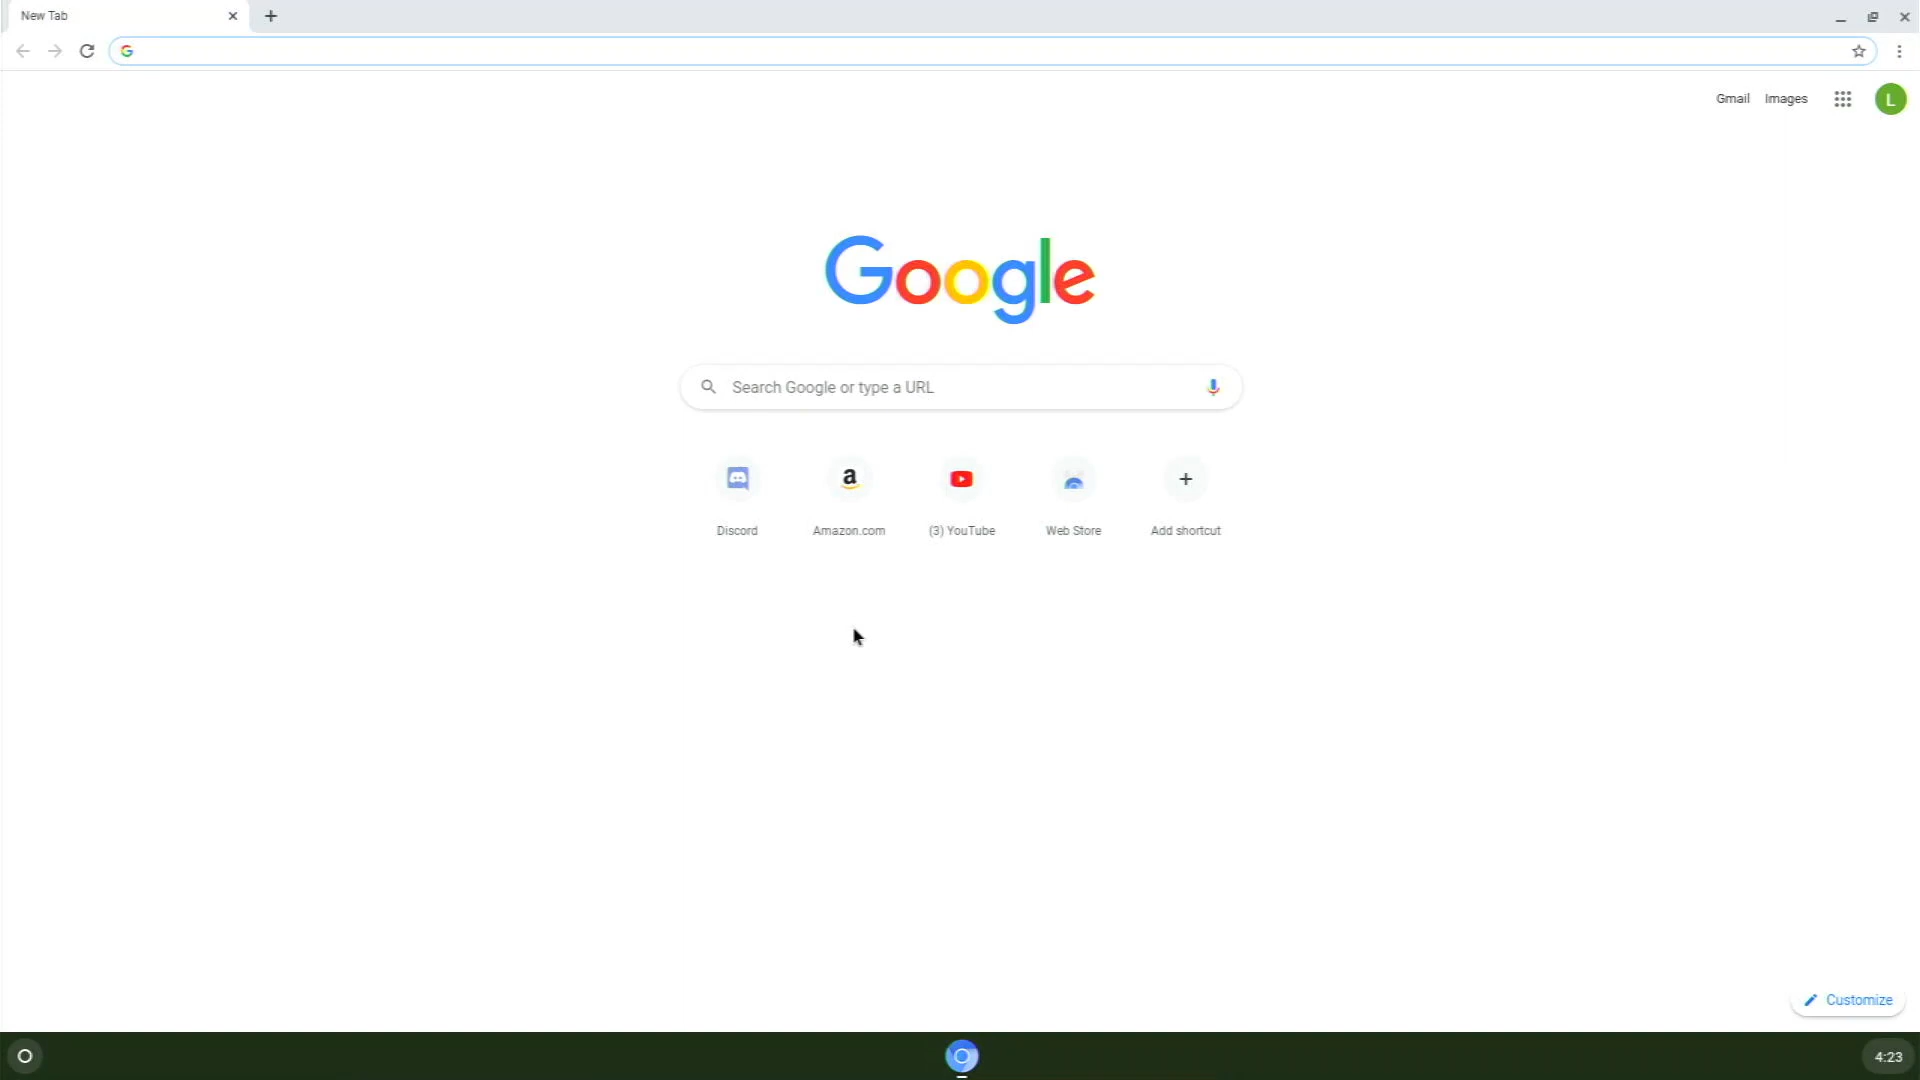 New Tab
Gmail Images
L
Google
Search Google or type a URL
Discord
Amazon.com
(3) YouTube
Web Store
Add shortcut
Customize
4:23